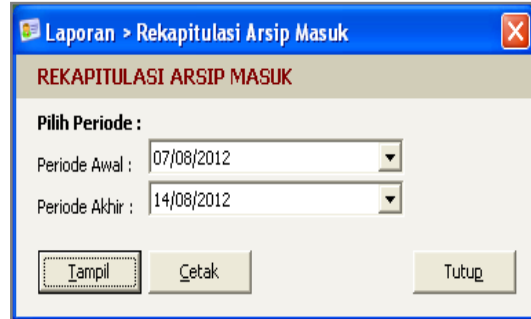 Laporan > Rekapitulasi Arsip Masuk
REKAPITULASI ARSIP MASUK
Pilih Periode :
Periode Awal : 07/08/2012
Periode Akhir : 14/08/2012
Tampil Cetak Tutup